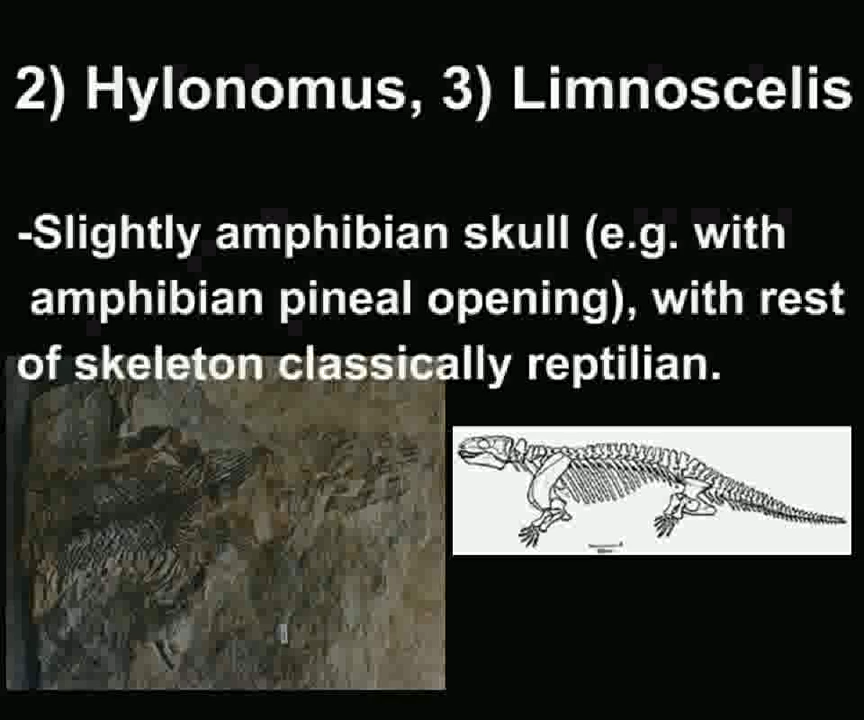 2) Hylonomus, 3) Limnoscelis
-Slightly amphibian skull (e.g. with
amphibian pineal opening), with rest
of skeleton classically reptilian.